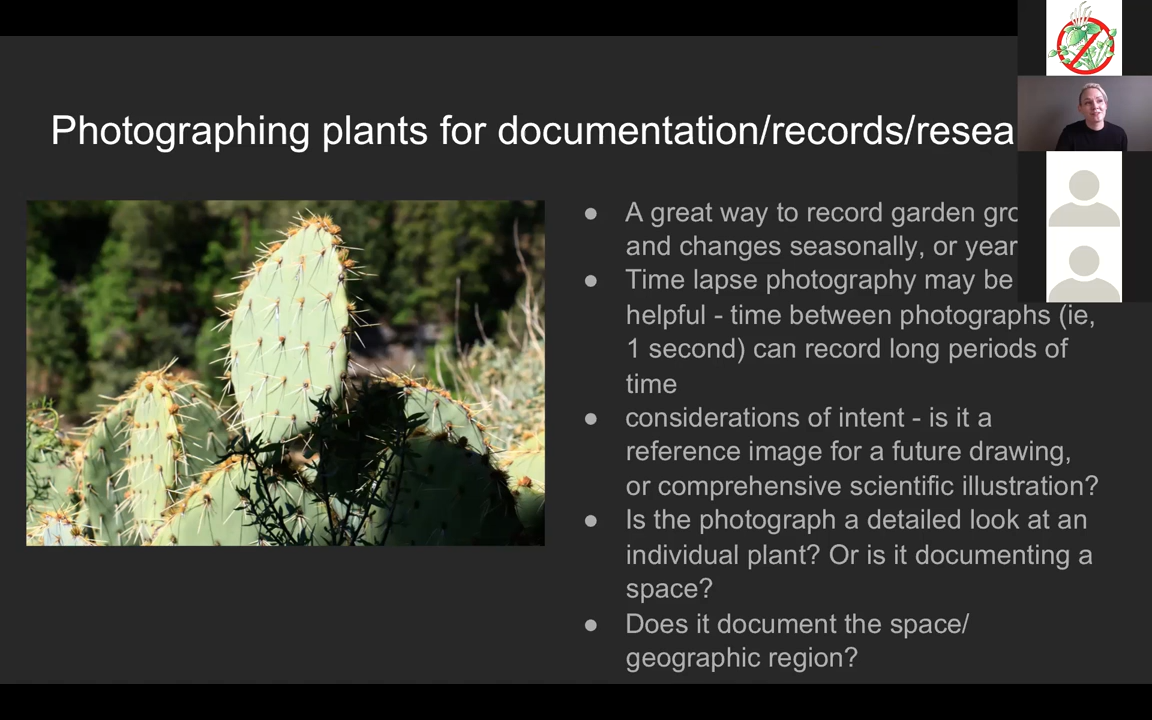 Photographing plants for documentation/records/resea
● A great way to record garden gro
and changes seasonally, or year
● Time lapse photography may be
helpful - time between photographs (ie,
1 second) can record long periods of
time
● considerations of intent - is it a
reference image for a future drawing,
or comprehensive scientific illustration?
● Is the photograph a detailed look at an
individual plant? Or is it documenting a
space?
● Does it document the space/
geographic region?